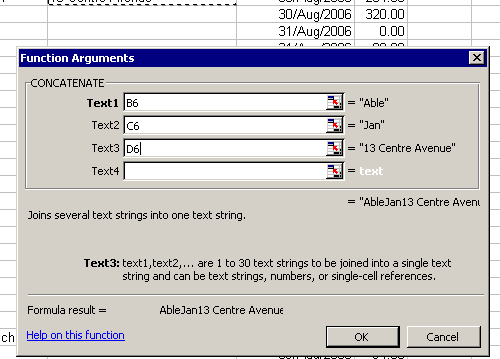 30/Aug/2006 320.00
31/Aug/2006 0.00
Function Arguments
CONCATENATE
Text1 B6 = "Able"
Text2 C6 = "Jan"
Text3 D6 = "13 Centre Avenue"
Text4 = text
= "AbleJan13 Centre Avenu
Joins several text strings into one text string.
Text3: text1,text2,... are 1 to 30 text strings to be joined into a single text
string and can be text strings, numbers, or single-cell references.
Formula result = AbleJan13 Centre Avenue
Help on this function OK Cancel
ch